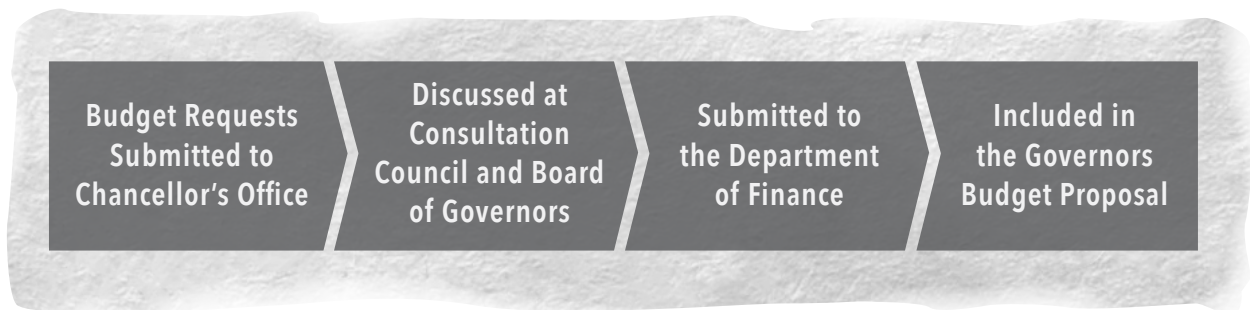 Budget Requests
Submitted to
Chancellor’s Office
Discussed at
Consultation
Council and Board
of Governors
Submitted to
the Department
of Finance
Included in
the Governors
Budget Proposal